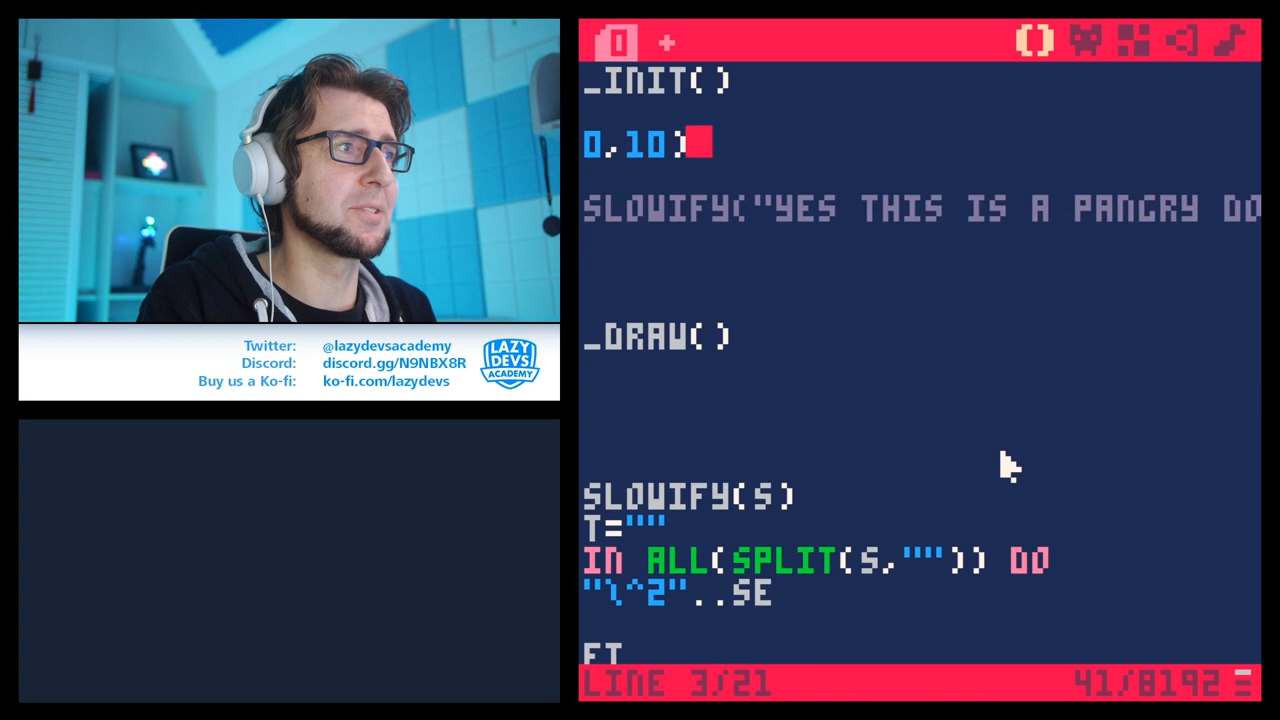 Twitter: @lazydevsacademy
Discord: discord.gg/N9NBX8R
Buy us a Ko-fi: ko-fi.com/lazydevs
LAZY
DEVS
ACADEMY
0 +
_INIT()
0,10)
SLOWIFY("YES THIS IS A PANGRY DO
_DRAW()
SLOWIFY(S)
T=""
IN ALL(SPLIT(S,"")) DO
"\^2"..SE
ET
LINE 3/21 41/8192